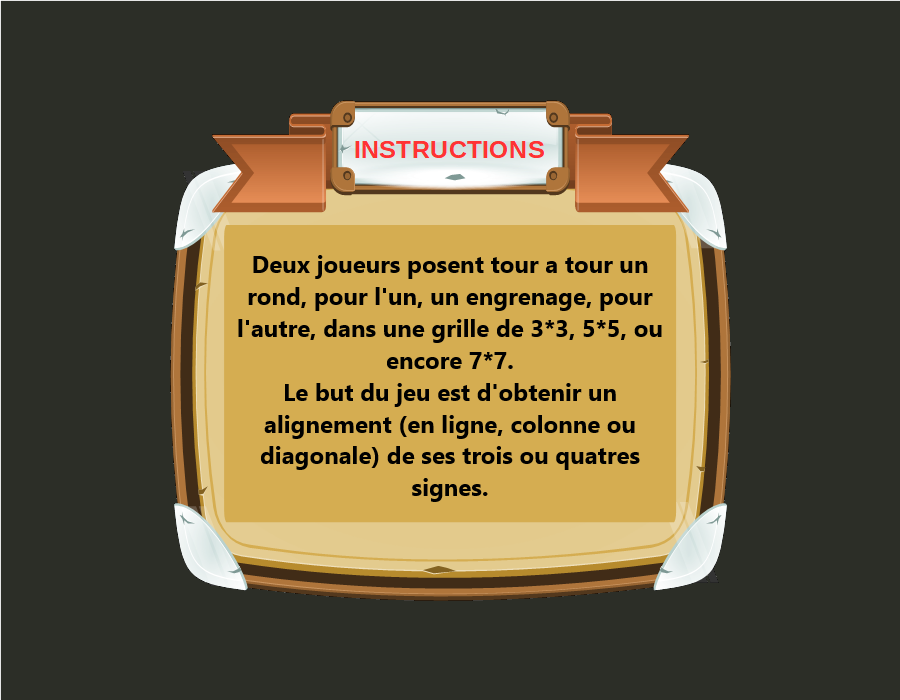 INSTRUCTIONS
Deux joueurs posent tour a tour un
rond, pour l'un, un engrenage, pour
l'autre, dans une grille de 3*3, 5*5, ou
encore 7*7.
Le but du jeu est d'obtenir un
alignement (en ligne, colonne ou
diagonale) de ses trois ou quatres
signes.